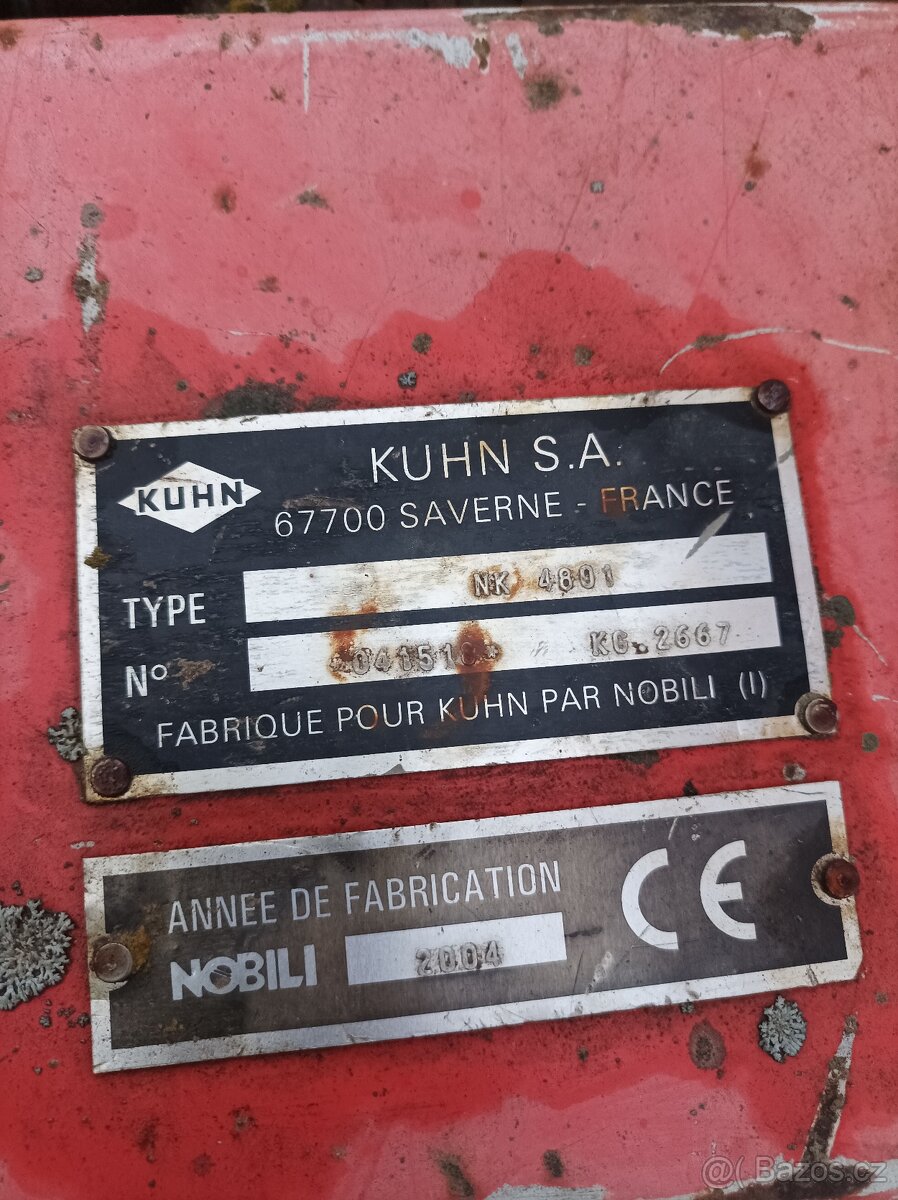 KUHN
KUHN S.A.
67700 SAVERNE - FRANCE
TYPE NK 4801
N° KG. 2667
FABRIQUE POUR KUHN PAR NOBILI (I)
ANNEE DE FABRICATION
CE
NOBILI 2004
@( Bazos.cz